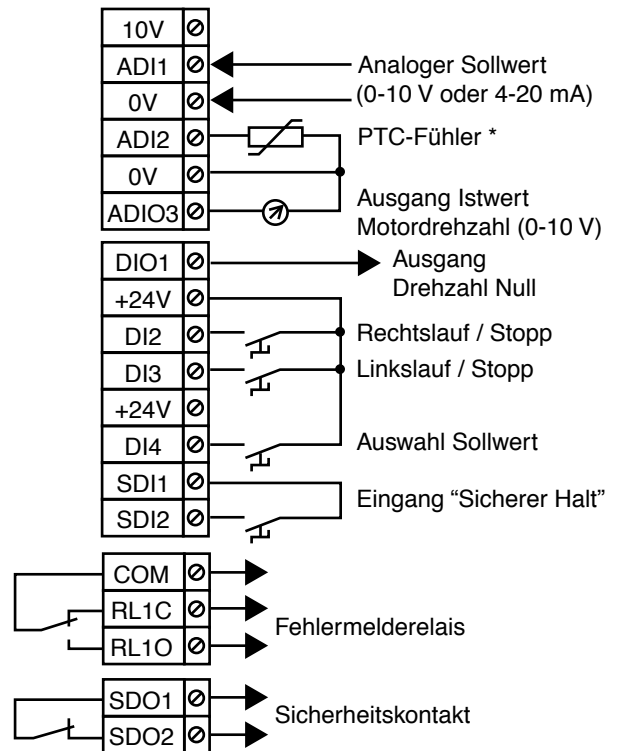 10V
ADI1
Analoger Sollwert
0V
(0-10 V oder 4-20 mA)
ADI2
PTC-Fühler *
0V
Ausgang Istwert
ADIO3
Motordrehzahl (0-10 V)
DIO1
Ausgang
Drehzahl Null
+24V
DI2
Rechtslauf / Stopp
DI3
Linkslauf / Stopp
+24V
DI4
Auswahl Sollwert
SDI1
Eingang “Sicherer Halt”
SDI2
COM
RL1C
Fehlermelderelais
RL1O
SDO1
Sicherheitskontakt
SDO2